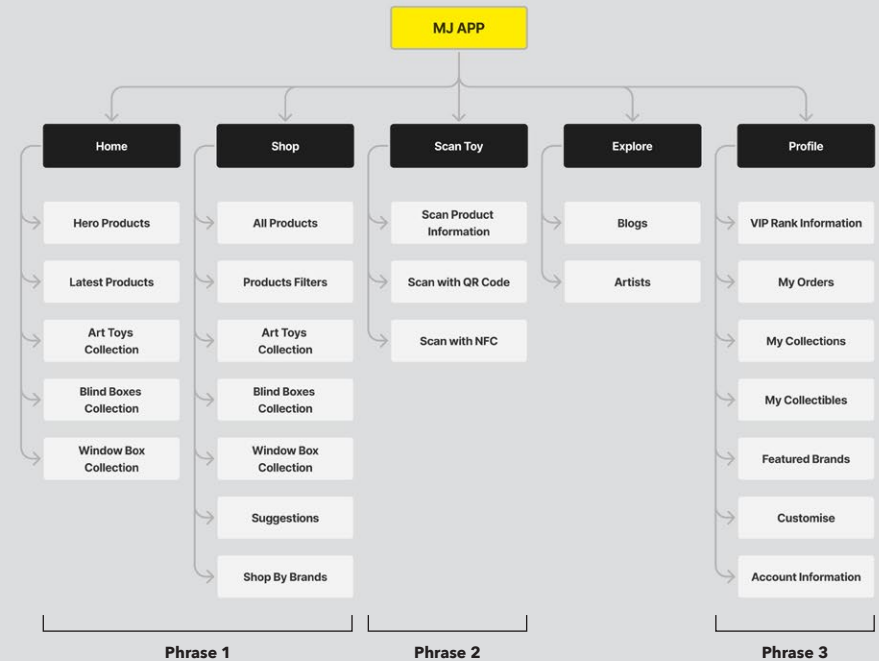 MJ APP
Home
Hero Products
Latest Products
Art Toys
Collection
Blind Boxes
Collection
Window Box
Collection
Shop
All Products
Products Filters
Art Toys
Collection
Blind Boxes
Collection
Window Box
Collection
Suggestions
Shop By Brands
Scan Toy
Scan Product
Information
Scan with QR Code
Scan with NFC
Explore
Blogs
Artists
Profile
VIP Rank Information
My Orders
My Collections
My Collectibles
Featured Brands
Customise
Account Information
Phrase 1
Phrase 2
Phrase 3